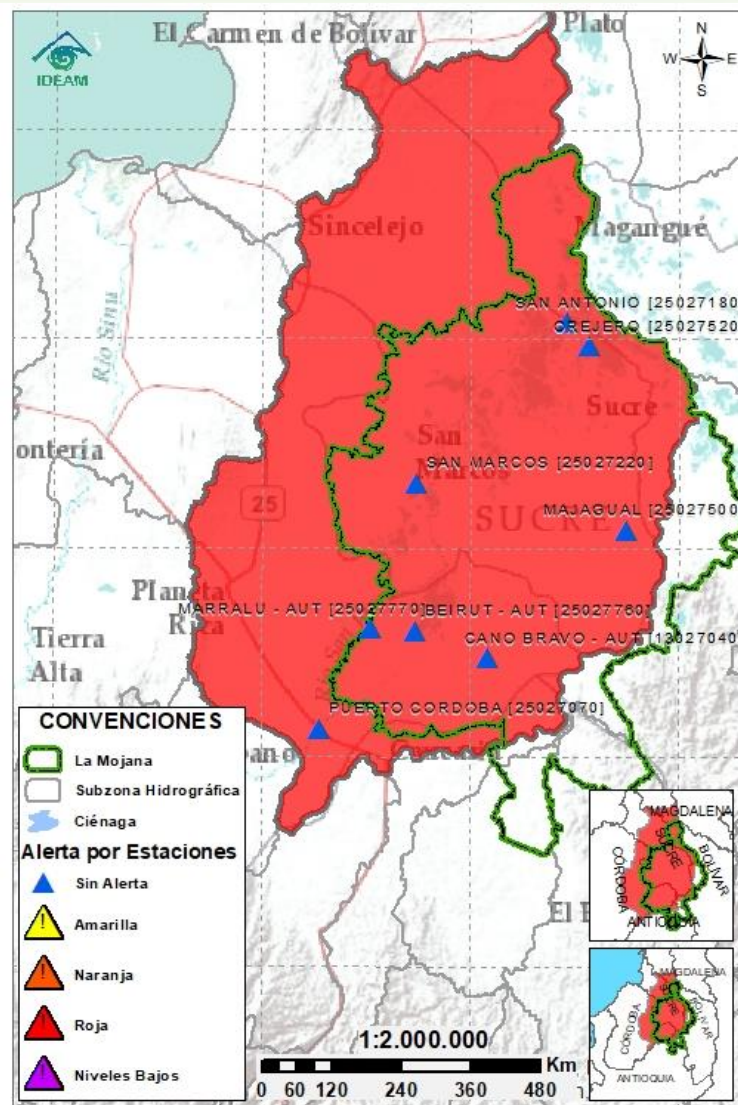 El Carmen de Bolívar
Plato
IDEAM
N
W E
S
Sincelejo
Magangué
Río Sinu
SAN ANTONIO [25027180
OREJERO [25027520
Sucre
ontería
San
Marcos
SAN MARCOS [25027220]
25
MAJAGUAL [25027500
SUCRE
Planeta
Rica
MARRALU - AUT [25027770]
BEIRUT - AUT [25027760]
Tierra
Alta
CANO BRAVO - AUT [13027040
PUERTO CORDOBA [25027070]
CONVENCIONES
La Mojana
Subzona Hidrográfica
Ciénaga
Alerta por Estaciones
Sin Alerta
Amarilla
Naranja
Roja
Niveles Bajos
El B
MAGDALENA
SUCRE
BOLÍVAR
CÓRDOBA
ANTIOQUIA
MAGDALENA
BOLÍVAR
CÓRDOBA
ANTIOQUIA
1:2.000.000
Km
0 60 120 240 360 480